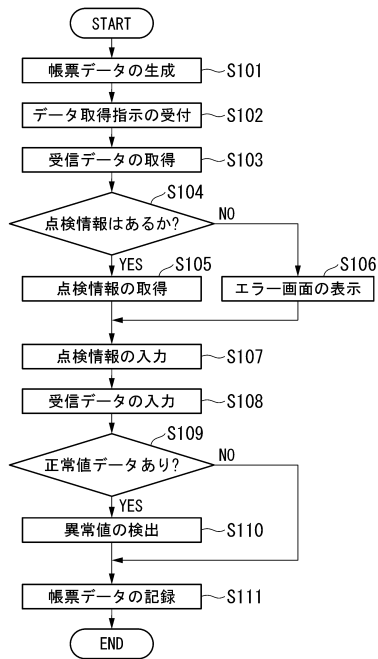 START
帳票データの生成 S101
データ取得指示の受付 S102
受信データの取得 S103
S104
点検情報はあるか? NO
YES S105 S106
点検情報の取得 エラー画面の表示
点検情報の入力 S107
受信データの入力 S108
S109
正常値データあり? NO
YES
異常値の検出 S110
帳票データの記録 S111
END